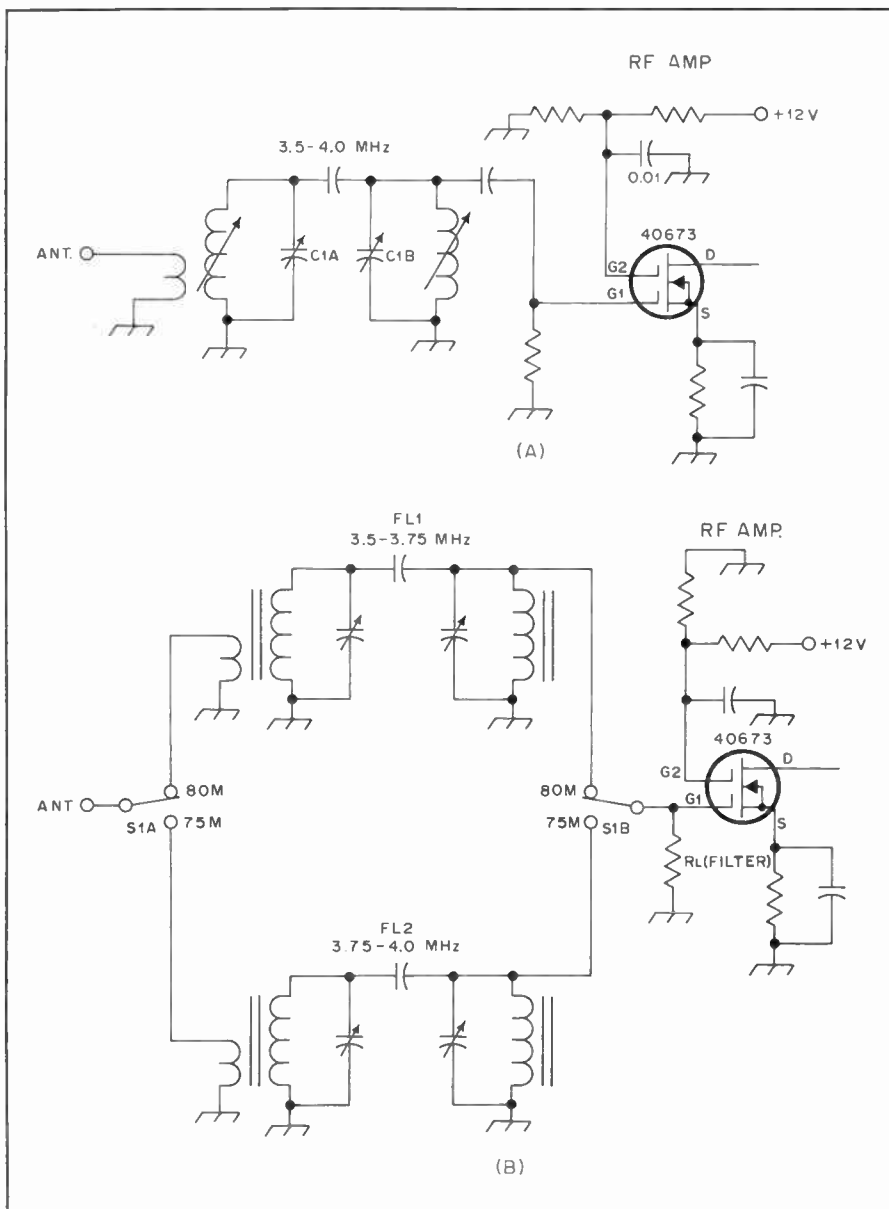 RF AMP
+12V
3.5-4.0 MHz
0.01
40673
ANT.
C1A
C1B
G2
D
G1
S
(A)
FL1
3.5-3.75 MHz
RF AMP.
+12V
40673
G2
D
80M
80M
G1
ANT
S1A
75M
75M
S1B
S
RL(FILTER)
FL2
3.75-4.0 MHz
(B)